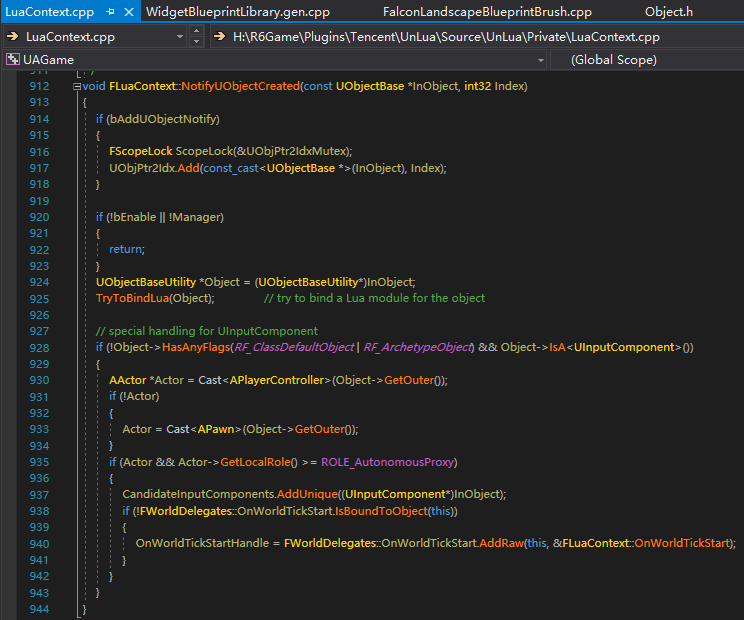 LuaContext.cpp WidgetBlueprintLibrary.gen.cpp FalconLandscapeBlueprintBrush.cpp Object.h
LuaContext.cpp H:\R6Game\Plugins\Tencent\UnLua\Source\UnLua\Private\LuaContext.cpp
UAGame (Global Scope)
911 */
912 void FLuaContext::NotifyUObjectCreated(const UObjectBase *InObject, int32 Index)
913 {
914 if (bAddUObjectNotify)
915 {
916 FScopeLock ScopeLock(&UObjPtr2IdxMutex);
917 UObjPtr2Idx.Add(const_cast<UObjectBase *>(InObject), Index);
918 }
919
920 if (!bEnable || !Manager)
921 {
922 return;
923 }
924 UObjectBaseUtility *Object = (UObjectBaseUtility*)InObject;
925 TryToBindLua(Object); // try to bind a Lua module for the object
926
927 // special handling for UInputComponent
928 if (!Object->HasAnyFlags(RF_ClassDefaultObject | RF_ArchetypeObject) && Object->IsA<UInputComponent>())
929 {
930 AActor *Actor = Cast<APlayerController>(Object->GetOuter());
931 if (!Actor)
932 {
933 Actor = Cast<APawn>(Object->GetOuter());
934 }
935 if (Actor && Actor->GetLocalRole() >= ROLE_AutonomousProxy)
936 {
937 CandidateInputComponents.AddUnique((UInputComponent*)InObject);
938 if (!FWorldDelegates::OnWorldTickStart.IsBoundToObject(this))
939 {
940 OnWorldTickStartHandle = FWorldDelegates::OnWorldTickStart.AddRaw(this, &FLuaContext::OnWorldTickStart);
941 }
942 }
943 }
944 }